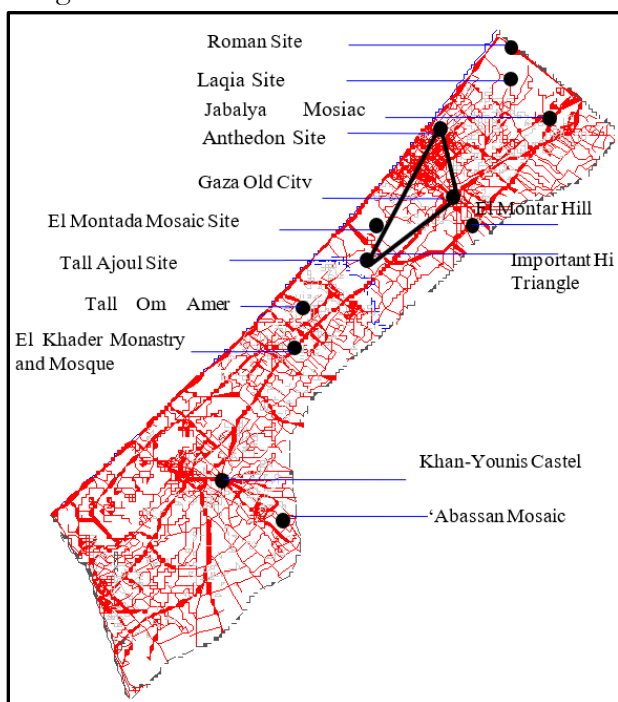 Roman Site
Laqia Site
Jabalya Mosiac
Anthedon Site
Gaza Old City
El Montar Hill
El Montada Mosaic Site
Important Hi
Triangle
Tall Ajoul Site
Tall Om Amer
El Khader Monastry
and Mosque
Khan-Younis Castel
‘Abassan Mosaic